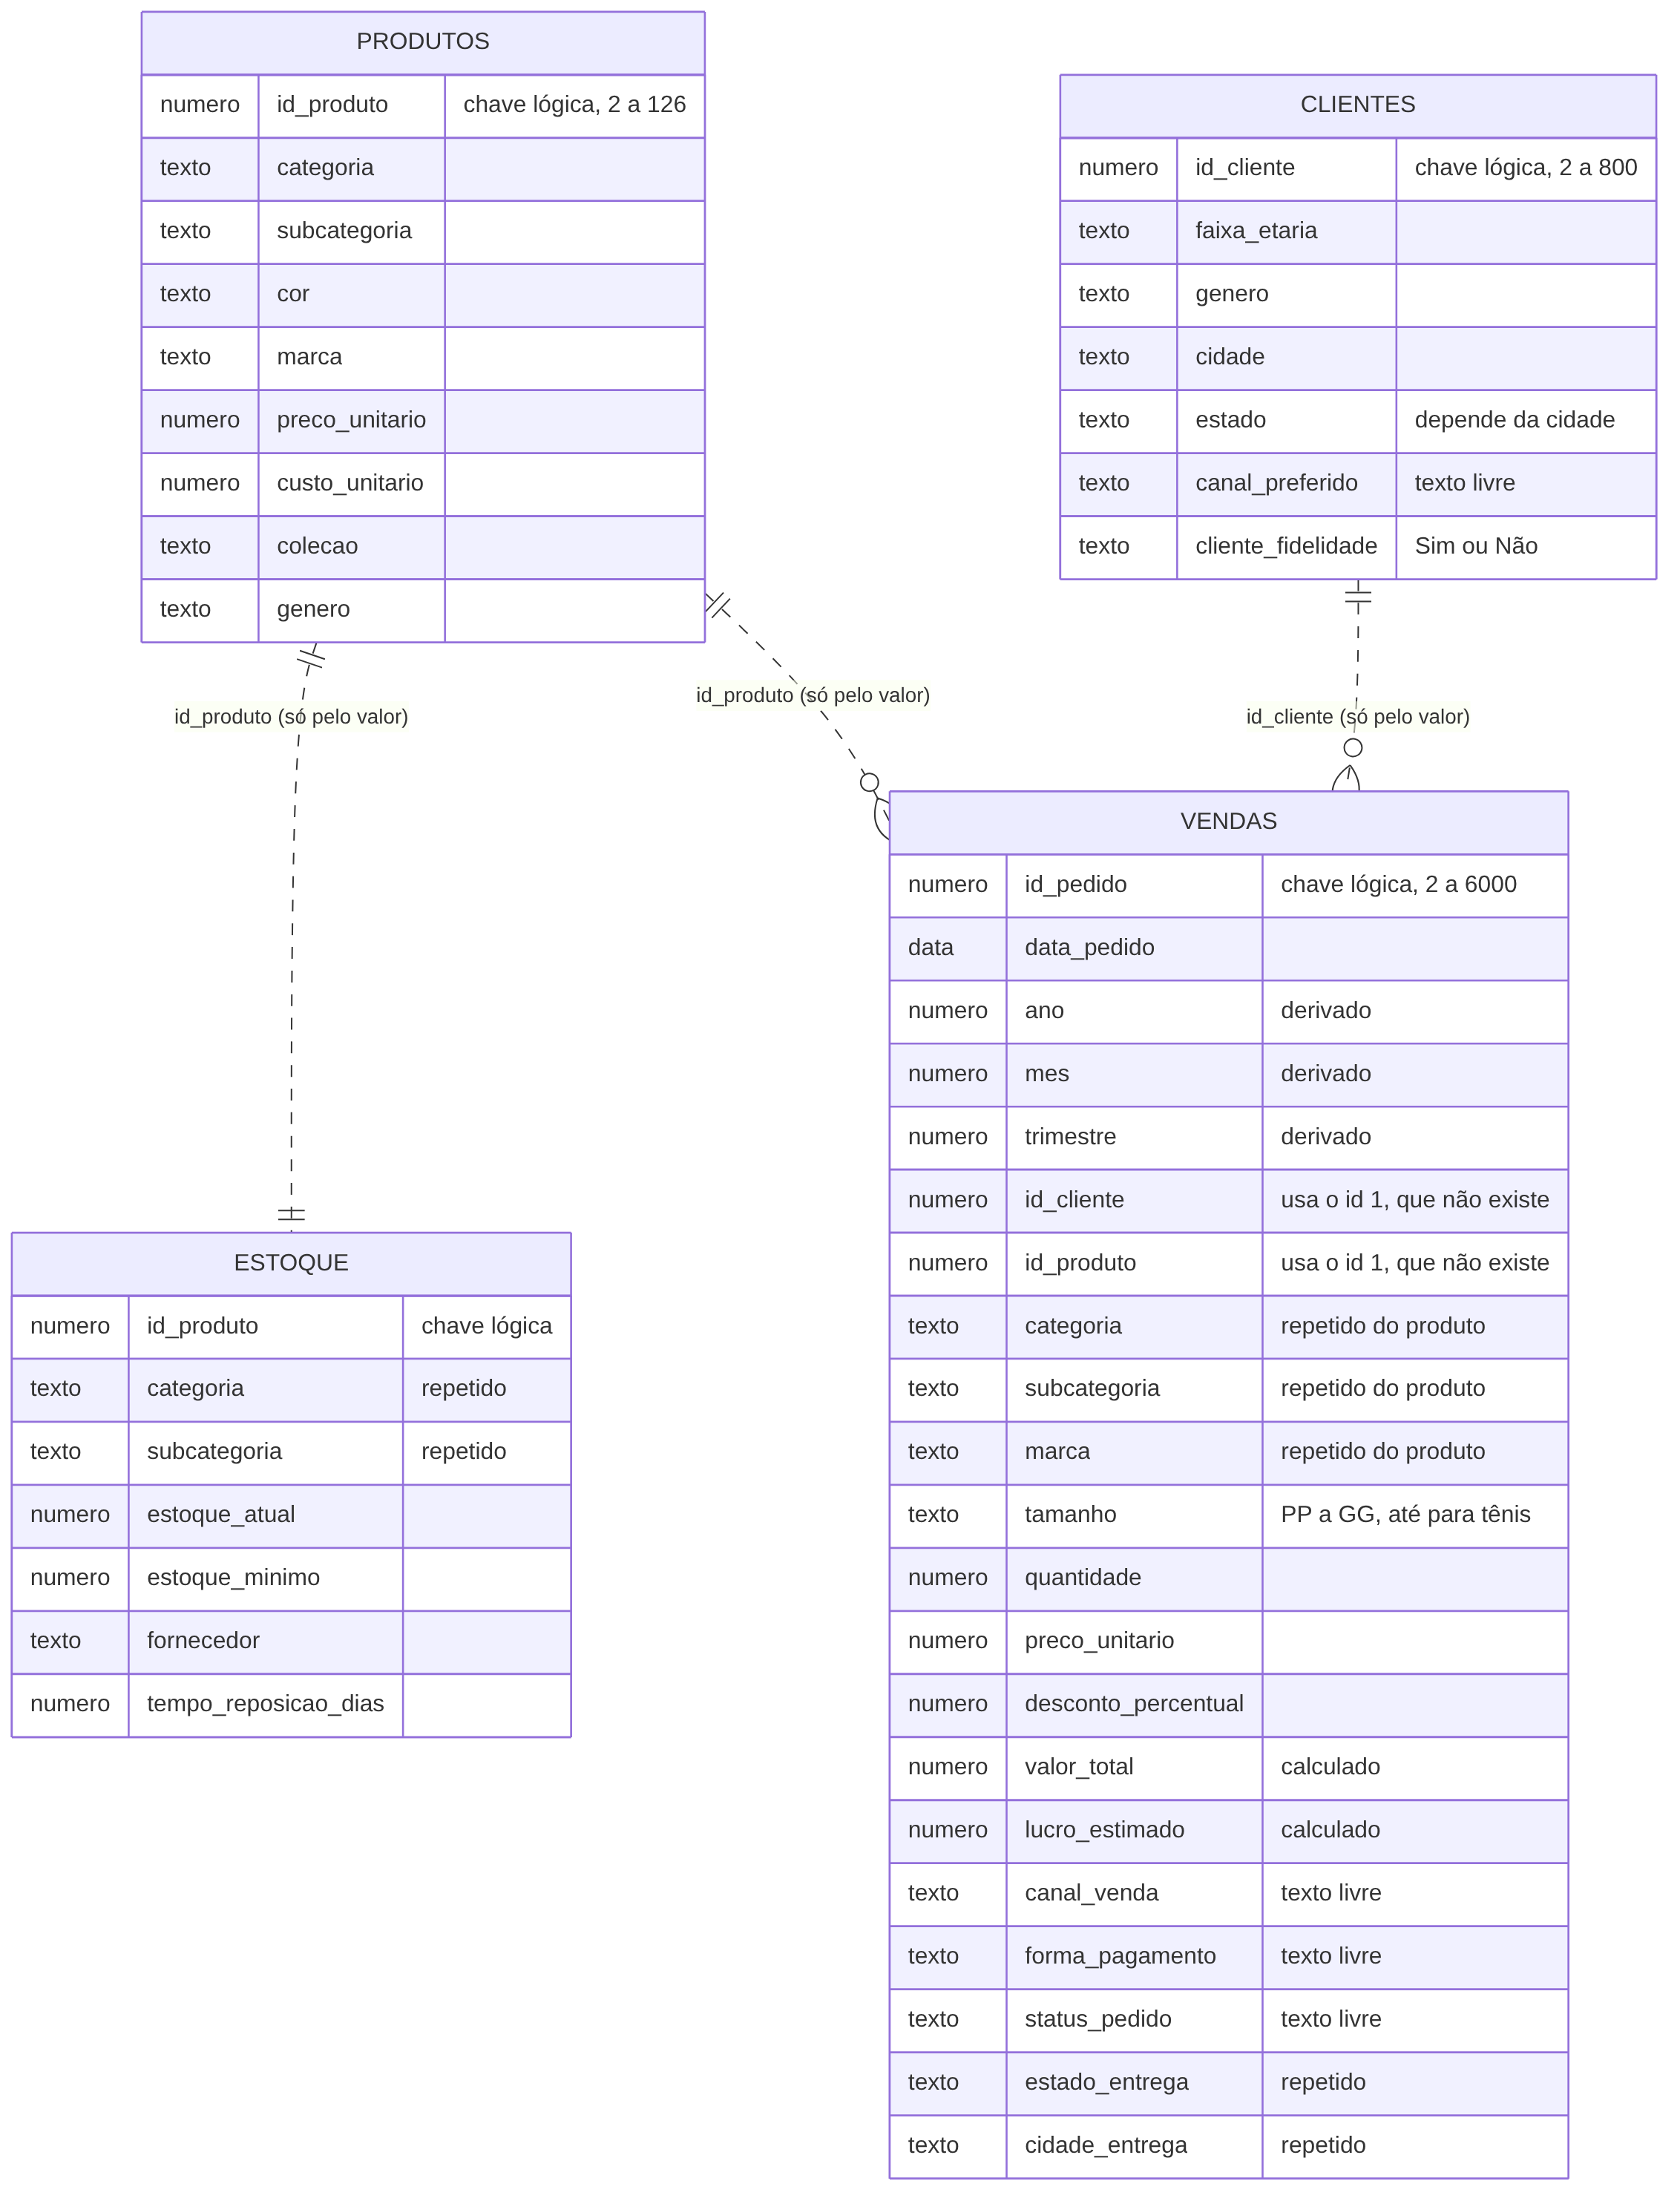 PRODUTOS
numero id_produto chave lógica, 2 a 126
texto categoria
texto subcategoria
texto cor
texto marca
numero preco_unitario
numero custo_unitario
texto colecao
texto genero
CLIENTES
numero id_cliente chave lógica, 2 a 800
texto faixa_etaria
texto genero
texto cidade
texto estado depende da cidade
texto canal_preferido texto livre
texto cliente_fidelidade Sim ou Não
id_produto (só pelo valor)
id_produto (só pelo valor)
id_cliente (só pelo valor)
ESTOQUE
numero id_produto chave lógica
texto categoria repetido
texto subcategoria repetido
numero estoque_atual
numero estoque_minimo
texto fornecedor
numero tempo_reposicao_dias
VENDAS
numero id_pedido chave lógica, 2 a 6000
data data_pedido
numero ano derivado
numero mes derivado
numero trimestre derivado
numero id_cliente usa o id 1, que não existe
numero id_produto usa o id 1, que não existe
texto categoria repetido do produto
texto subcategoria repetido do produto
texto marca repetido do produto
texto tamanho PP a GG, até para tênis
numero quantidade
numero preco_unitario
numero desconto_percentual
numero valor_total calculado
numero lucro_estimado calculado
texto canal_venda texto livre
texto forma_pagamento texto livre
texto status_pedido texto livre
texto estado_entrega repetido
texto cidade_entrega repetido